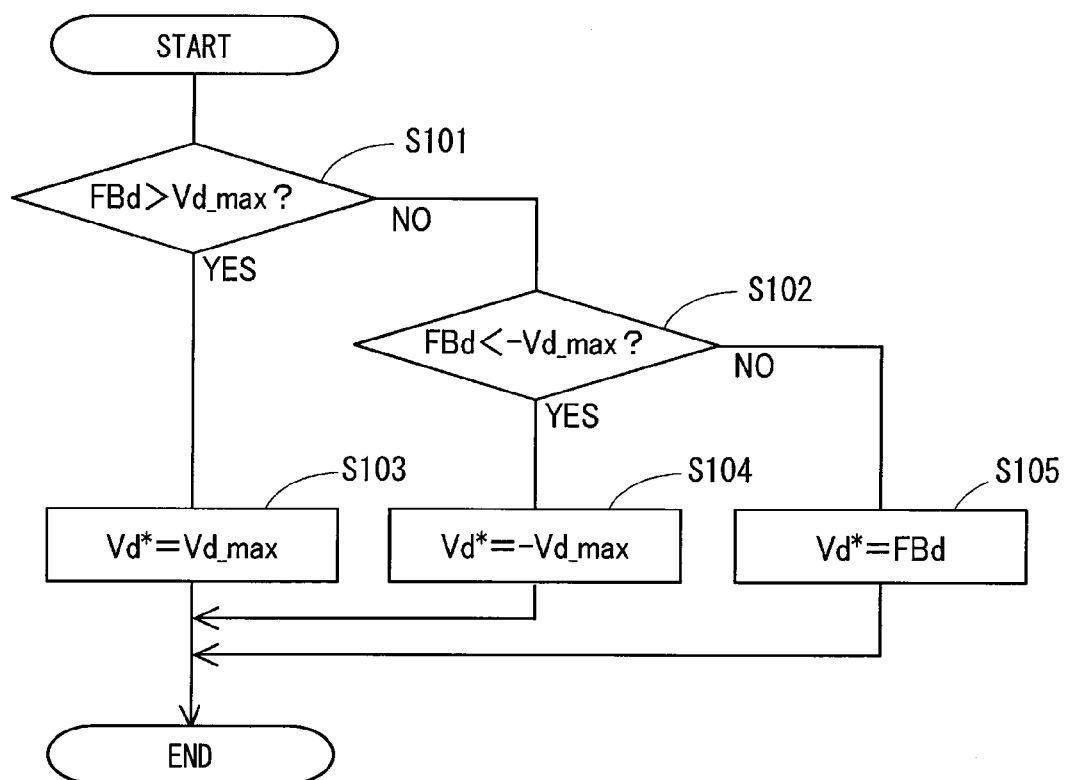 START
S101
FBd>Vd_max?
NO
YES
S102
FBd<-Vd_max?
NO
YES
S103
S104
S105
Vd*=Vd_max
Vd*=-Vd_max
Vd*=FBd
END